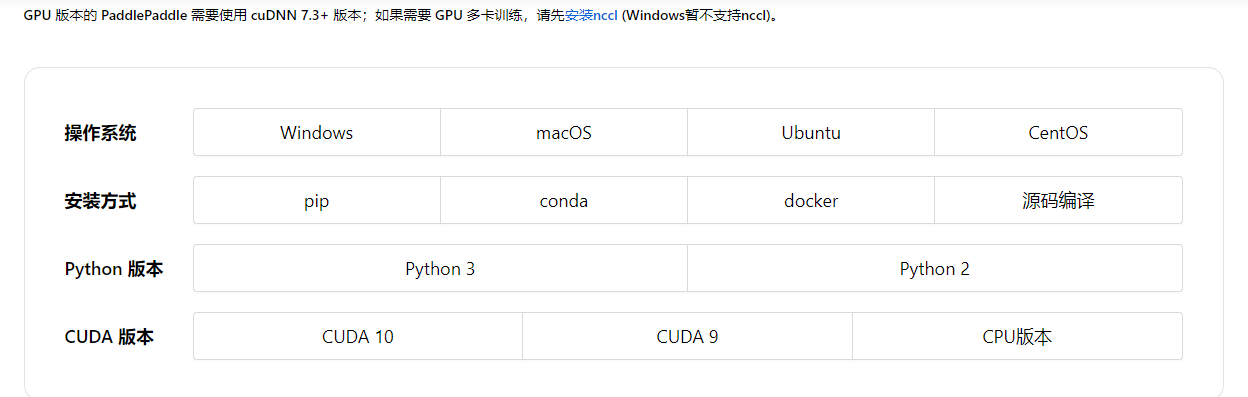 GPU 版本的 PaddlePaddle 需要使用 cuDNN 7.3+ 版本；如果需要 GPU 多卡训练，请先安装nccl (Windows暂不支持nccl)。
操作系统 Windows macOS Ubuntu CentOS
安装方式 pip conda docker 源码编译
Python 版本 Python 3 Python 2
CUDA 版本 CUDA 10 CUDA 9 CPU版本